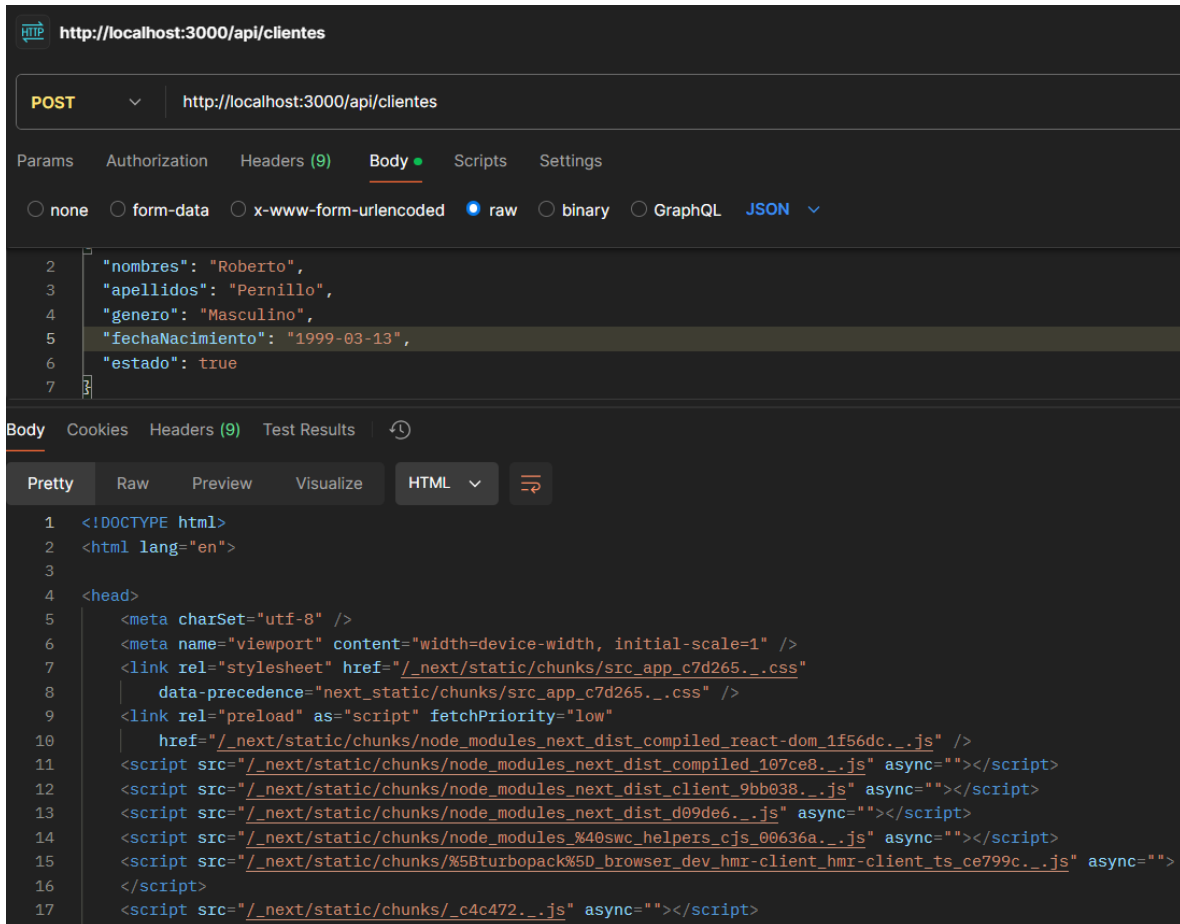 HTTP http://localhost:3000/api/clientes
POST http://localhost:3000/api/clientes
Params Authorization Headers (9) Body Scripts Settings
none form-data x-www-form-urlencoded raw binary GraphQL JSON
2 "nombres": "Roberto",
3 "apellidos": "Pernillo",
4 "genero": "Masculino",
5 "fechaNacimiento": "1999-03-13",
6 "estado": true
7 }
Body Cookies Headers (9) Test Results
Pretty Raw Preview Visualize HTML
1 <!DOCTYPE html>
2 <html lang="en">
3
4 <head>
5 <meta charSet="utf-8" />
6 <meta name="viewport" content="width=device-width, initial-scale=1" />
7 <link rel="stylesheet" href="/_next/static/chunks/src_app_c7d265._.css"
8 data-precedence="next_static/chunks/src_app_c7d265._.css" />
9 <link rel="preload" as="script" fetchPriority="low"
10 href="/_next/static/chunks/node_modules_next_dist_compiled_react-dom_1f56dc._.js" />
11 <script src="/_next/static/chunks/node_modules_next_dist_compiled_107ce8._.js" async=""></script>
12 <script src="/_next/static/chunks/node_modules_next_dist_client_9bb038._.js" async=""></script>
13 <script src="/_next/static/chunks/node_modules_next_dist_d09de6._.js" async=""></script>
14 <script src="/_next/static/chunks/node_modules_%40swc_helpers_cjs_00636a._.js" async=""></script>
15 <script src="/_next/static/chunks/%5Bturbopack%5D_browser_dev_hmr-client_hmr-client_ts_ce799c._.js" async="">
16 </script>
17 <script src="/_next/static/chunks/_c4c472._.js" async=""></script>